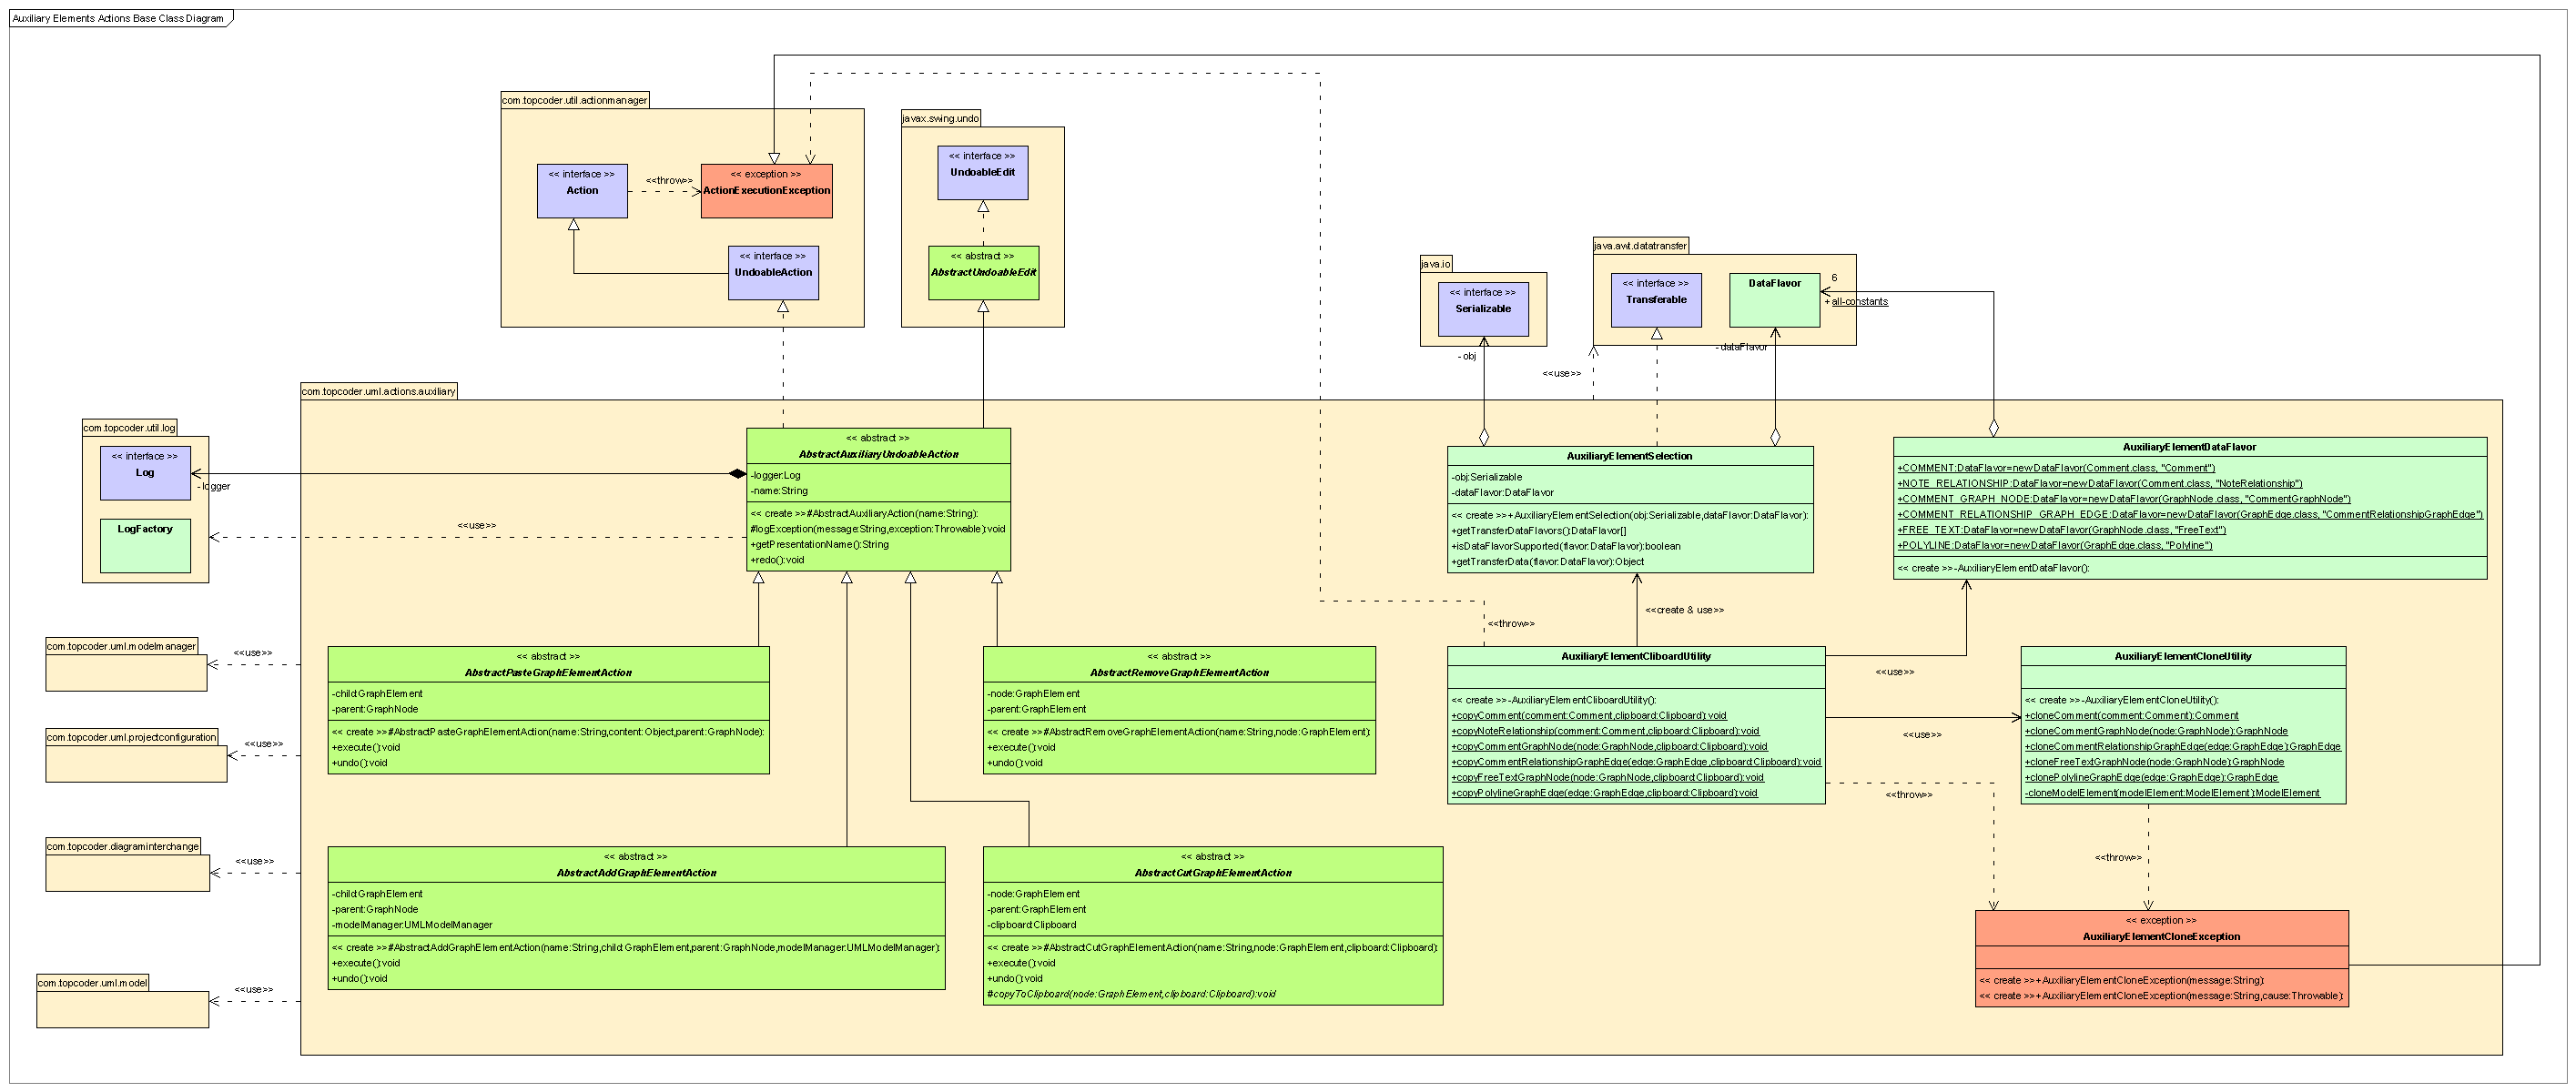 Auxiliary Elements Actions Base Class Diagram
com.topcoder.util.actionmanager
<< interface >>
Action
<<throw>>
<< exception >>
ActionExecutionException
<< interface >>
UndoableAction
javax.swing.undo
<< interface >>
UndoableEdit
<< abstract >>
AbstractUndoableEdit
java.io
<< interface >>
Serializable
- obj
java.awt.datatransfer
<< interface >>
Transferable
DataFlavor
6
+ all-constants
- dataFlavor
<<use>>
com.topcoder.uml.actions.auxiliary
com.topcoder.util.log
<< interface >>
Log
- logger
LogFactory
<<use>>
<< abstract >>
AbstractAuxiliaryUndoableAction
-logger:Log
-name:String
<< create >>#AbstractAuxiliaryAction(name:String):
#logException(message:String,exception:Throwable):void
+getPresentationName():String
+redo():void
AuxiliaryElementSelection
-obj:Serializable
-dataFlavor:DataFlavor
<< create >>+AuxiliaryElementSelection(obj:Serializable,dataFlavor:DataFlavor):
+getTransferDataFlavors():DataFlavor[]
+isDataFlavorSupported(flavor:DataFlavor):boolean
+getTransferData(flavor:DataFlavor):Object
AuxiliaryElementDataFlavor
+COMMENT:DataFlavor=newDataFlavor(Comment.class, "Comment")
+NOTE_RELATIONSHIP:DataFlavor=newDataFlavor(Comment.class, "NoteRelationship")
+COMMENT_GRAPH_NODE:DataFlavor=newDataFlavor(GraphNode.class, "CommentGraphNode")
+COMMENT_RELATIONSHIP_GRAPH_EDGE:DataFlavor=newDataFlavor(GraphEdge.class, "CommentRelationshipGraphEdge")
+FREE_TEXT:DataFlavor=newDataFlavor(GraphNode.class, "FreeText")
+POLYLINE:DataFlavor=newDataFlavor(GraphEdge.class, "Polyline")
<< create >>-AuxiliaryElementDataFlavor():
<<create & use>>
<<throw>>
com.topcoder.uml.modelmanager
<<use>>
com.topcoder.uml.projectconfiguration
<<use>>
com.topcoder.diagraminterchange
<<use>>
com.topcoder.uml.model
<<use>>
<< abstract >>
AbstractPasteGraphElementAction
-child:GraphElement
-parent:GraphNode
<< create >>#AbstractPasteGraphElementAction(name:String,content:Object,parent:GraphNode):
+execute():void
+undo():void
<< abstract >>
AbstractRemoveGraphElementAction
-node:GraphElement
-parent:GraphElement
<< create >>#AbstractRemoveGraphElementAction(name:String,node:GraphElement):
+execute():void
+undo():void
AuxiliaryElementCliboardUtility
<< create >>-AuxiliaryElementCliboardUtility():
+copyComment(comment:Comment,clipboard:Clipboard):void
+copyNoteRelationship(comment:Comment,clipboard:Clipboard):void
+copyCommentGraphNode(node:GraphNode,clipboard:Clipboard):void
+copyCommentRelationshipGraphEdge(edge:GraphEdge,clipboard:Clipboard):void
+copyFreeTextGraphNode(node:GraphNode,clipboard:Clipboard):void
+copyPolylineGraphEdge(edge:GraphEdge,clipboard:Clipboard):void
<<use>>
<<use>>
<<throw>>
AuxiliaryElementCloneUtility
<< create >>-AuxiliaryElementCloneUtility():
+cloneComment(comment:Comment):Comment
+cloneCommentGraphNode(node:GraphNode):GraphNode
+cloneCommentRelationshipGraphEdge(edge:GraphEdge):GraphEdge
+cloneFreeTextGraphNode(node:GraphNode):GraphNode
+clonePolylineGraphEdge(edge:GraphEdge):GraphEdge
-cloneModelElement(modelElement:ModelElement):ModelElement
<<throw>>
<< abstract >>
AbstractAddGraphElementAction
-child:GraphElement
-parent:GraphNode
-modelManager:UMLModelManager
<< create >>#AbstractAddGraphElementAction(name:String,child:GraphElement,parent:GraphNode,modelManager:UMLModelManager):
+execute():void
+undo():void
<< abstract >>
AbstractCutGraphElementAction
-node:GraphElement
-parent:GraphElement
-clipboard:Clipboard
<< create >>#AbstractCutGraphElementAction(name:String,node:GraphElement,clipboard:Clipboard):
+execute():void
+undo():void
#copyToClipboard(node:GraphElement,clipboard:Clipboard):void
<< exception >>
AuxiliaryElementCloneException
<< create >>+AuxiliaryElementCloneException(message:String):
<< create >>+AuxiliaryElementCloneException(message:String,cause:Throwable):